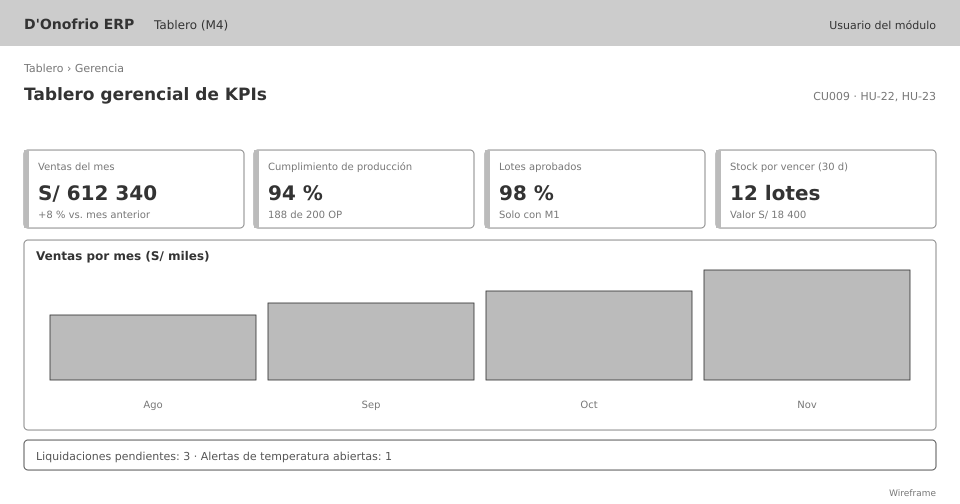 D'Onofrio ERP Tablero (M4) Usuario del módulo
Tablero › Gerencia
Tablero gerencial de KPIs CU009 · HU-22, HU-23
Ventas del mes
S/ 612 340
+8 % vs. mes anterior
Cumplimiento de producción
94 %
188 de 200 OP
Lotes aprobados
98 %
Solo con M1
Stock por vencer (30 d)
12 lotes
Valor S/ 18 400
Ventas por mes (S/ miles)
Ago Sep Oct Nov
Liquidaciones pendientes: 3 · Alertas de temperatura abiertas: 1
Wireframe